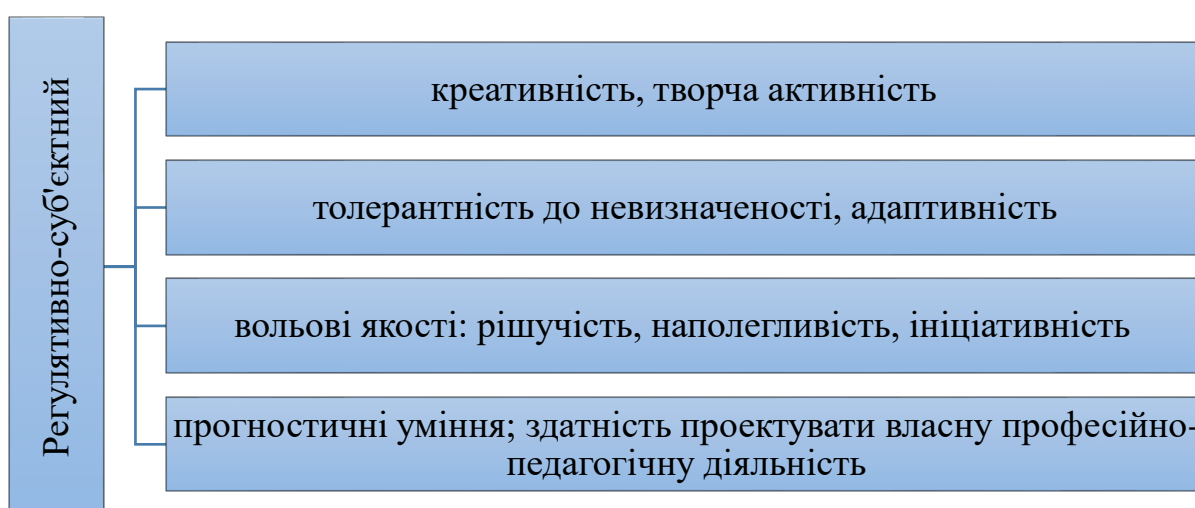 Регулятивно-суб'єктний
креативність, творча активність
толерантність до невизначеності, адаптивність
вольові якості: рішучість, наполегливість, ініціативність
прогностичні уміння; здатність проектувати власну професійно-
педагогічну діяльність